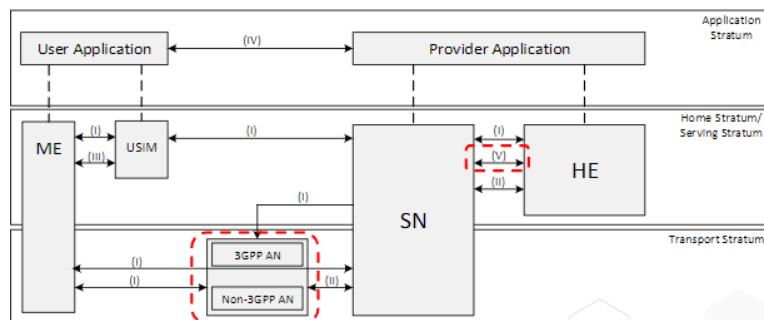 Application
Stratum
User Application
(IV)
Provider Application
Home Stratum/
Serving Stratum
ME
(I)
USIM
(III)
(I)
SN
(I)
(V)
(II)
HE
(I)
Transport Stratum
3GPP AN
(I)
(I)
(II)
Non-3GPP AN